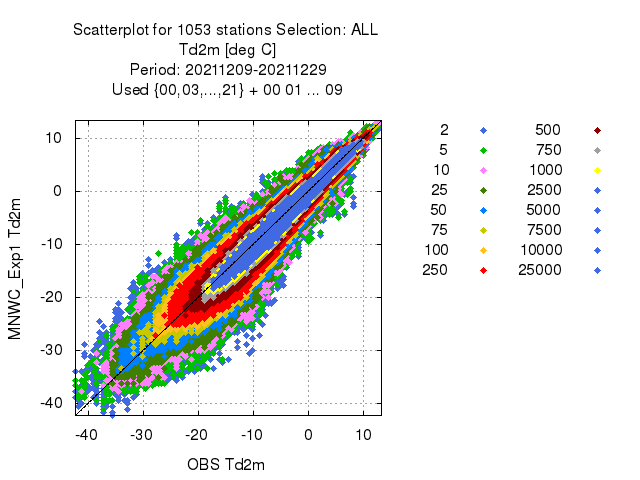 Scatterplot for 1053 stations Selection: ALL
Td2m [deg C]
Period: 20211209-20211229
Used {00,03,...,21} + 00 01 ... 09
MNWC_Exp1 Td2m
10
0
-10
-20
-30
-40
-40 -30 -20 -10 0 10
OBS Td2m
2 500
5 750
10 1000
25 2500
50 5000
75 7500
100 10000
250 25000